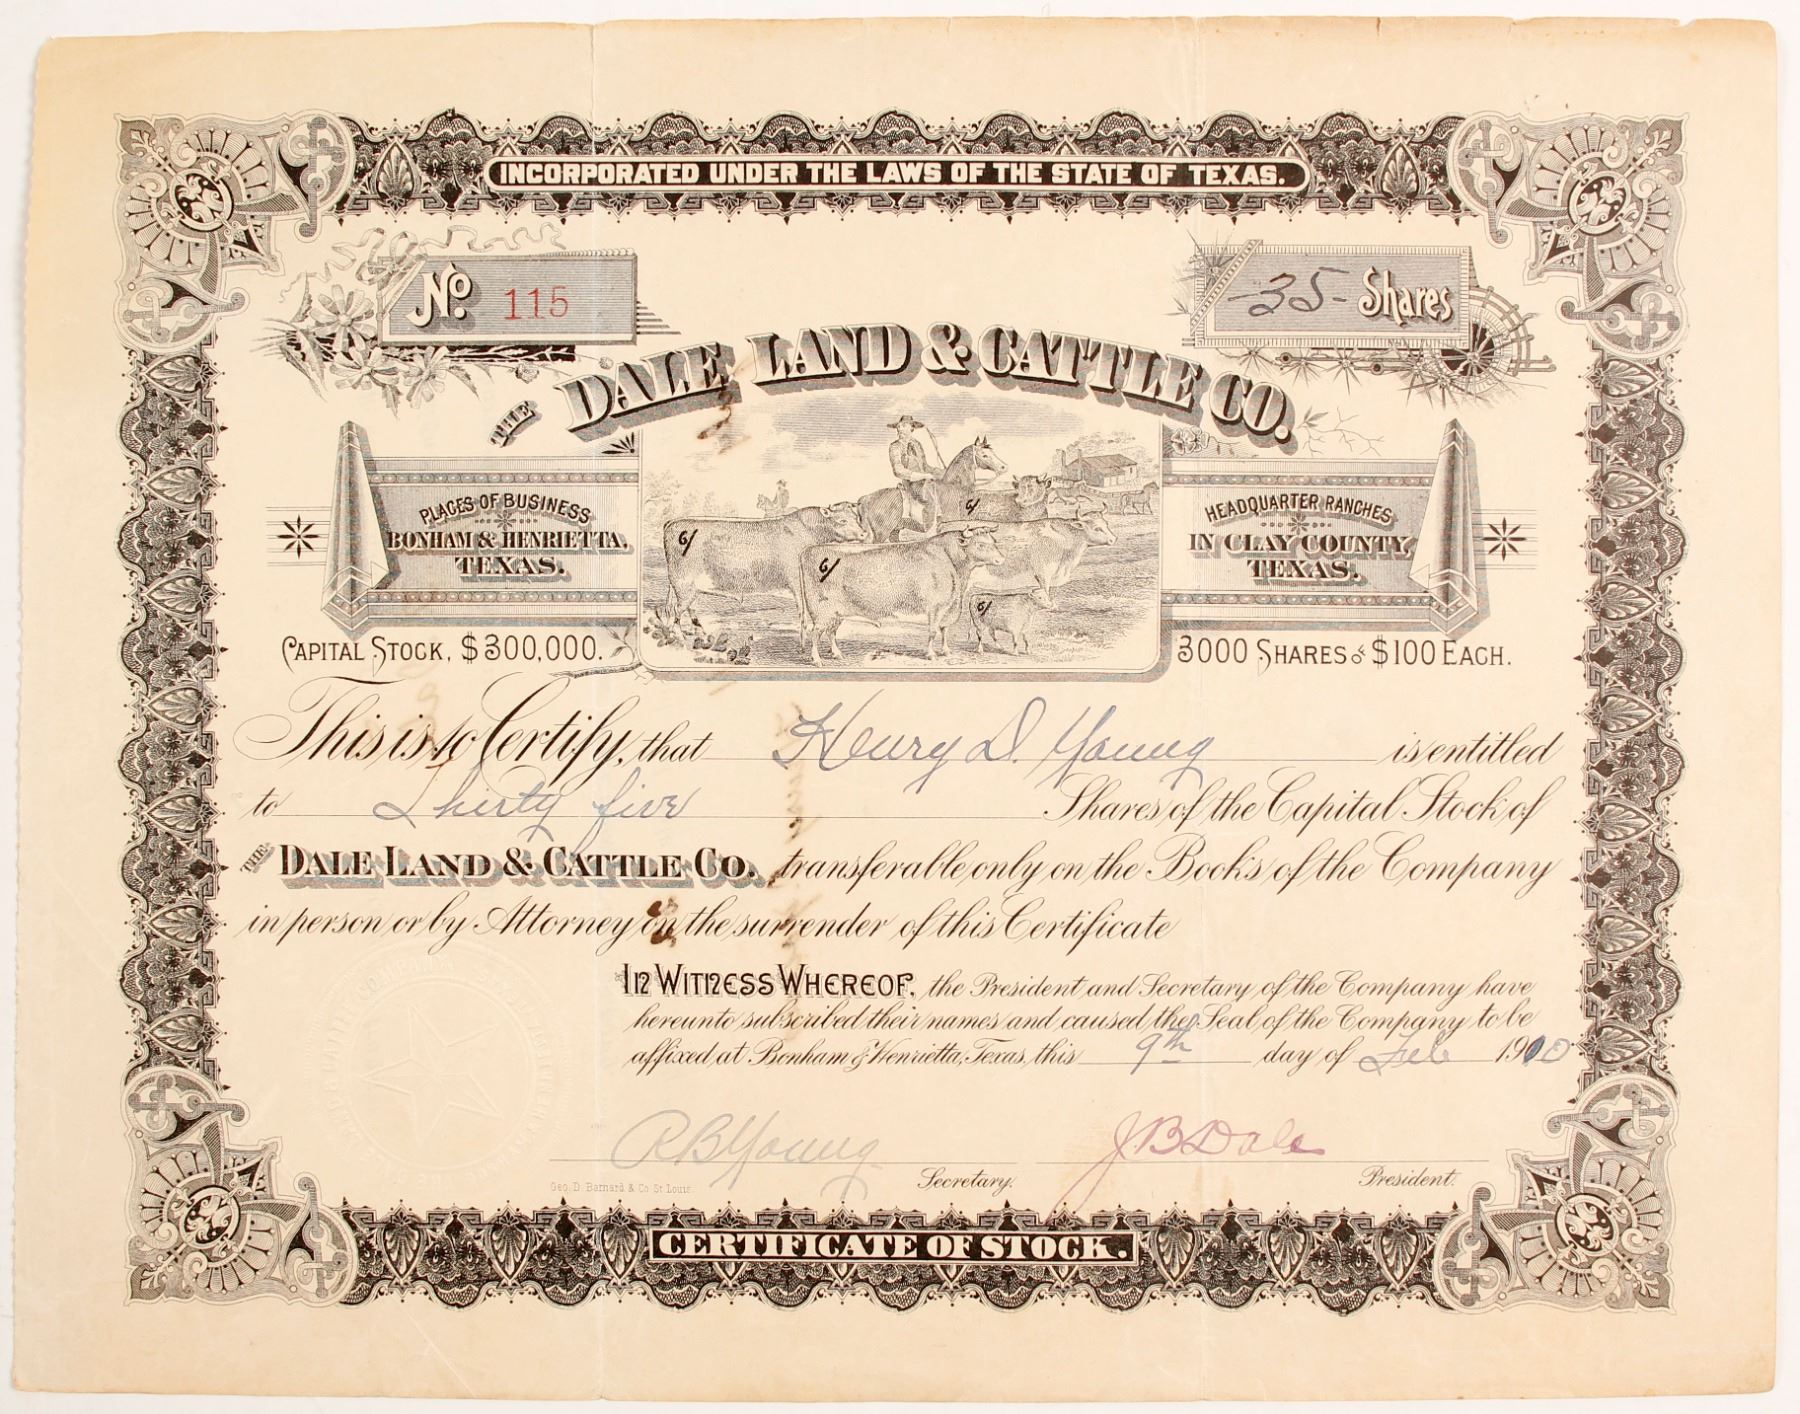 INCORPORATED UNDER THE LAWS OF THE STATE OF TEXAS.
No. 115
-35- Shares
THE DALE LAND & CATTLE CO.
PLACES OF BUSINESS
BONHAM & HENRIETTA,
TEXAS.
HEADQUARTER RANCHES
IN CLAY COUNTY,
TEXAS.
CAPITAL STOCK, $300,000.
3000 SHARES of $100 EACH.
This is to Certify, that Henry D. Young is entitled
to Thirty five Shares of the Capital Stock of
THE DALE LAND & CATTLE CO. transferable only on the Books of the Company
in person or by Attorney on the surrender of this Certificate
IN WITNESS WHEREOF, the President and Secretary of the Company have
hereunto subscribed their names and caused the Seal of the Company to be
affixed at Bonham & Henrietta, Texas, this 9th day of Feb 1910
RB Young Secretary.
J.B Dale President.
Geo. D. Barnard & Co. St. Louis.
CERTIFICATE OF STOCK.